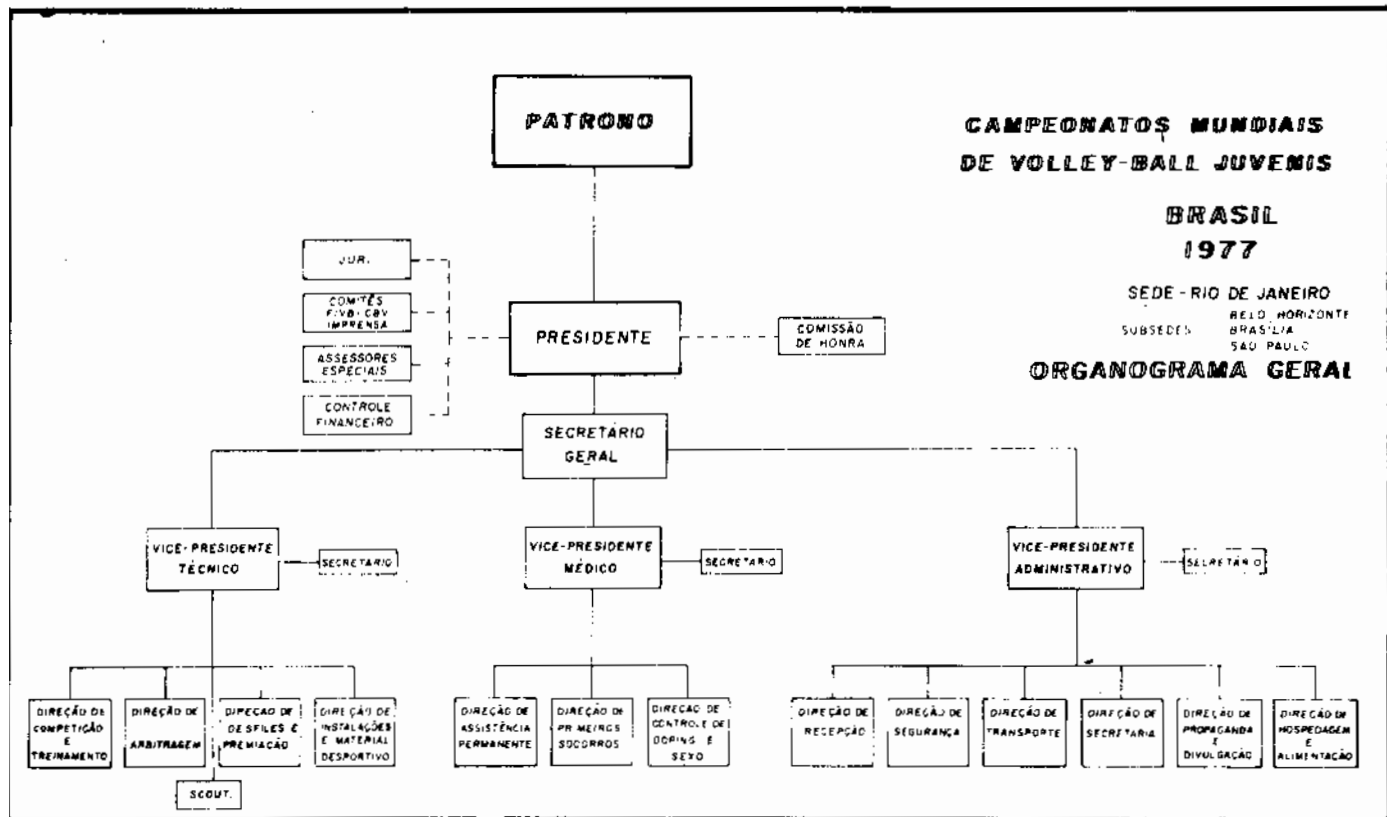 PATRONO
CAMPEONATOS MUNDIAIS
DE VOLLEY-BALL JUVENIS
BRASIL
1977
SEDE - RIO DE JANEIRO
SUBSEDES
BELO HORIZONTE
BRASÍLIA
SAO PAULO
ORGANOGRAMA GERAL
JUR.
COMITÊS
FIVB-CBV
IMPRENSA
ASSESSORES
ESPECIAIS
CONTROLE
FINANCEIRO
PRESIDENTE
COMISSÃO
DE HONRA
SECRETÁRIO
GERAL
VICE-PRESIDENTE
TÉCNICO
SECRETARIO
VICE-PRESIDENTE
MÉDICO
SECRETARIO
VICE-PRESIDENTE
ADMINISTRATIVO
SECRETÁRIO
DIREÇÃO DE
COMPETIÇÃO
E
TREINAMENTO
DIREÇÃO DE
ARBITRAGEM
DIREÇÃO DE
DESFILES E
PREMIAÇÃO
DIREÇÃO DE
INSTALAÇÕES
E MATERIAL
DESPORTIVO
SCOUT.
DIREÇÃO DE
ASSISTÊNCIA
PERMANENTE
DIREÇÃO DE
PRIMEIROS
SOCORROS
DIREÇÃO DE
CONTROLE DE
DOPING E
SEXO
DIREÇÃO DE
RECEPÇÃO
DIREÇÃO DE
SEGURANÇA
DIREÇÃO DE
TRANSPORTE
DIREÇÃO DE
SECRETARIA
DIREÇÃO DE
PROPAGANDA
E
DIVULGAÇÃO
DIREÇÃO DE
HOSPEDAGEM
E
ALIMENTAÇÃO